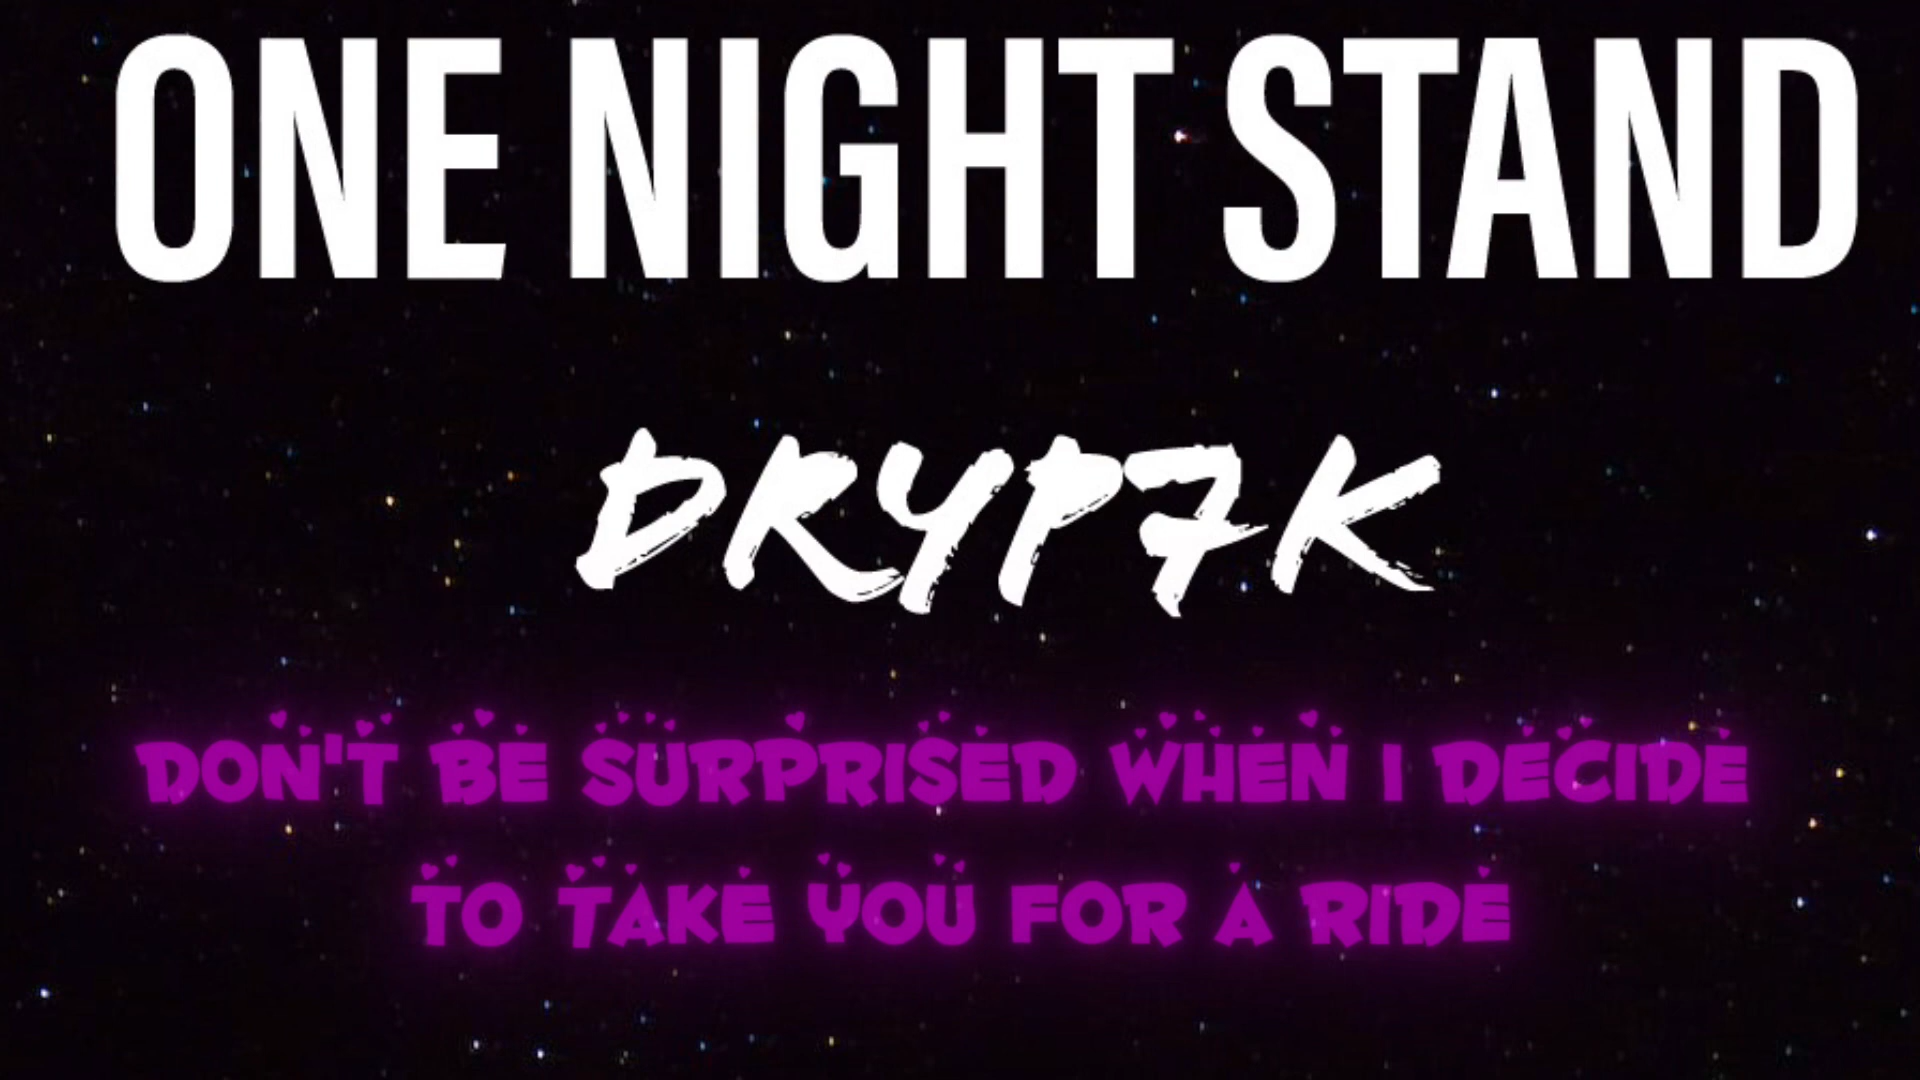 ONE NIGHT STAND
DRYP7K
DON'T BE SURPRISED WHEN I DECIDE
TO TAKE YOU FOR A RIDE